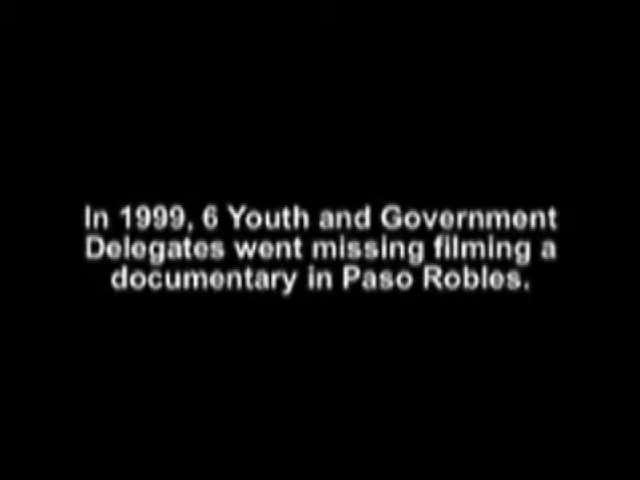 In 1999, 6 Youth and Government
Delegates went missing filming a
documentary in Paso Robles.